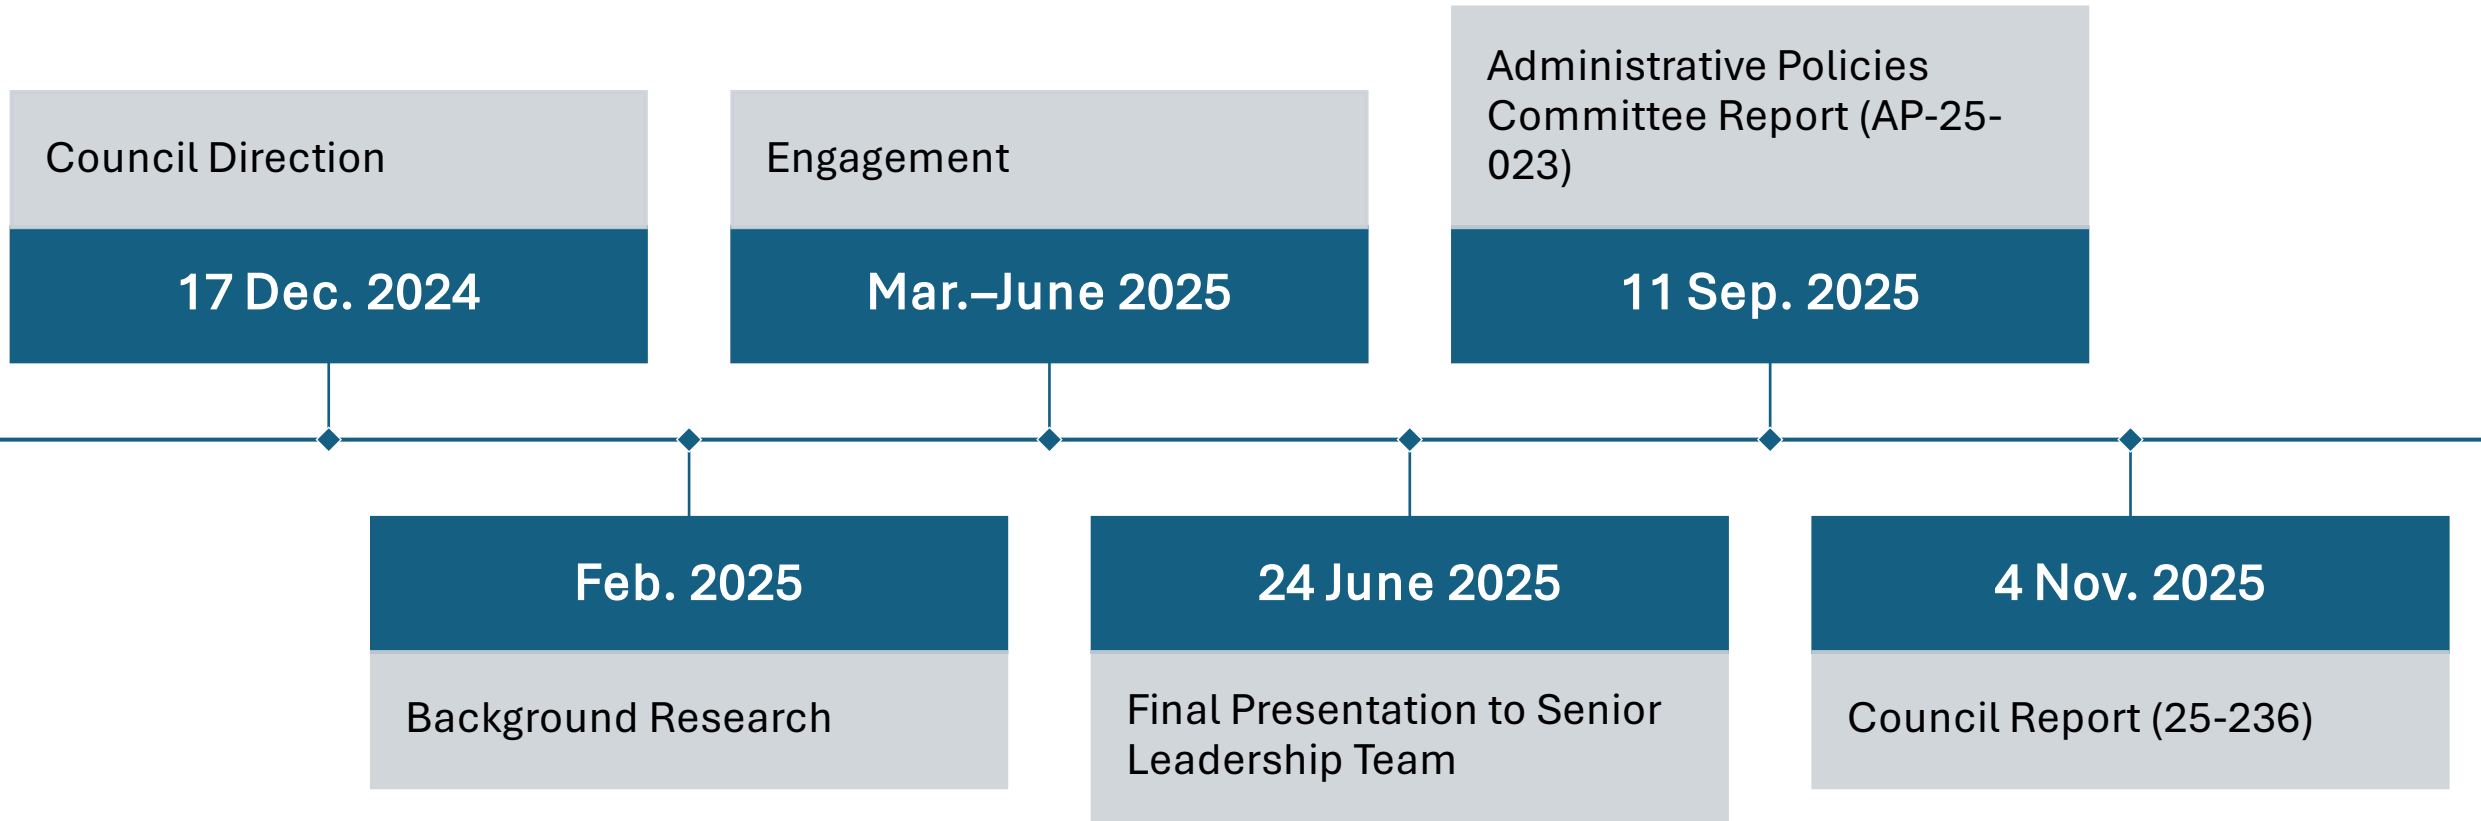 Council Direction
17 Dec. 2024
Feb. 2025
Background Research
Engagement
Mar.–June 2025
24 June 2025
Final Presentation to Senior
Leadership Team
Administrative Policies
Committee Report (AP-25-
023)
11 Sep. 2025
4 Nov. 2025
Council Report (25-236)